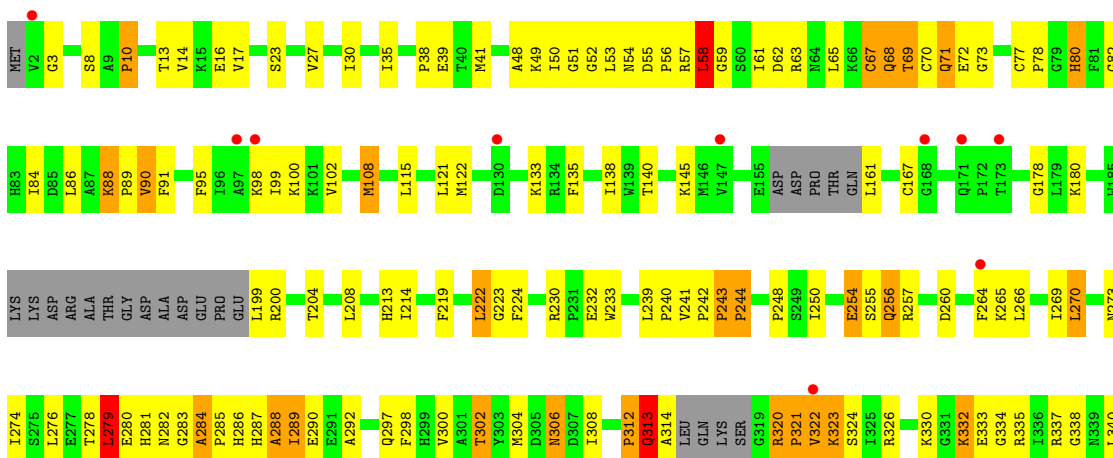 MET V2 G3 S8 A9 P10 T13 V14 K15 E16 V17 S23 V27 I30 I35 P38 E39 T40 M41 A48 K49 I50 G51 G52 L53 N54 D55 P56 R57 L58 G59 S60 I61 D62 R63 N64 L65 K66 C67 Q68 T69 C70 Q71 E72 G73 C77 P78 G79 H80 F81 G82
H83 I84 D85 L86 A87 K88 P89 V90 F91 F95 I96 A97 K98 I99 K100 K101 V102 M108 L115 L121 M122 D130 K133 R134 F135 I138 W139 T140 K145 M146 V147 E155 ASP ASP PRO THR GLN L161 C167 G168 Q171 P172 T173 G178 L179 K180 W185
LYS LYS ASP ARG ALA THR GLY ASP ALA ASP GLU PRO GLU L199 R200 T204 L208 H213 I214 F219 L222 G223 F224 R230 P231 E232 W233 L239 P240 V241 P242 P243 P244 P248 S249 I250 E254 S255 Q256 R257 D260 F264 K265 L266 I269 L270 N273
I274 S275 L276 E277 T278 L279 E280 H281 N282 G283 A284 P285 H286 H287 A288 I289 E290 E291 A292 Q297 F298 H299 V300 A301 T302 Y303 M304 D305 N306 D307 I308 P312 Q313 A314 LEU GLN LYS SER G319 R320 P321 V322 K323 S324 I325 R326 K330 G331 K332 E333 G334 R335 I336 R337 G338 N339 L340